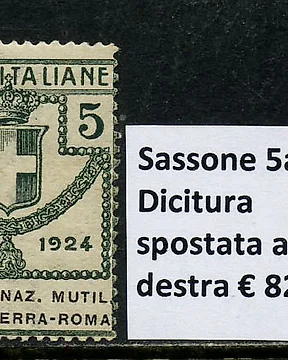 ITALIANE
5
1924
NAZ. MUTIL.
ERRA-ROMA
Sassone 5a
Dicitura
spostata a
destra € 82